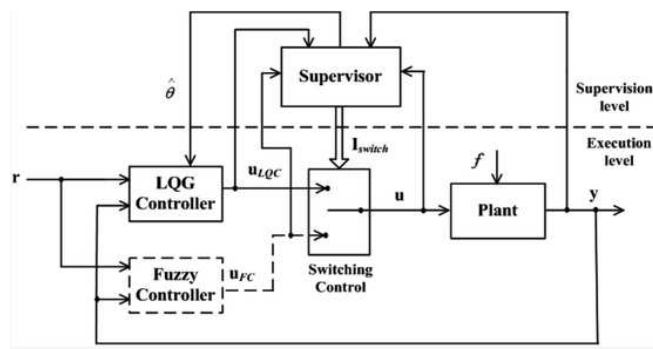 Supervisor
θ̂
Supervision
level
I_switch
Execution
level
r
LQG
Controller
u_LQC
f
u
Plant
y
Fuzzy
Controller
u_FC
Switching
Control